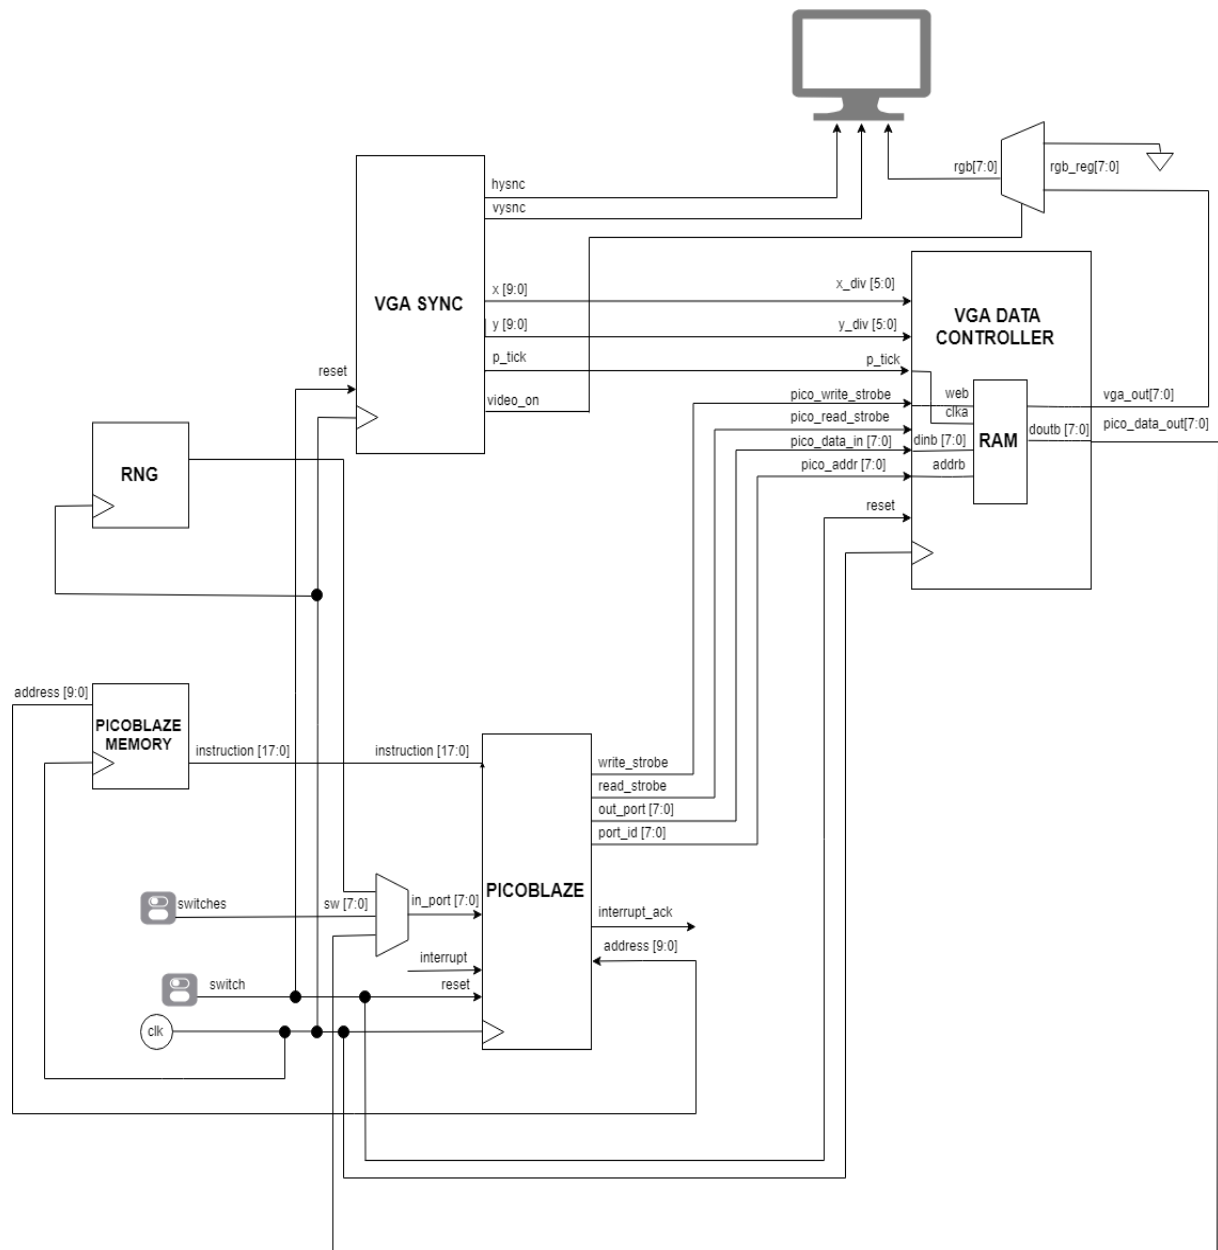 rgb[7:0]
rgb_reg[7:0]
hysnc
vysnc
VGA SYNC
x [9:0]
y [9:0]
p_tick
video_on
reset
x_div [5:0]
y_div [5:0]
p_tick
pico_write_strobe
pico_read_strobe
pico_data_in [7:0]
pico_addr [7:0]
reset
VGA DATA
CONTROLLER
web
clka
dinb [7:0]
addrb
RAM
doutb [7:0]
vga_out[7:0]
pico_data_out[7:0]
RNG
address [9:0]
PICOBLAZE
MEMORY
instruction [17:0]
instruction [17:0]
write_strobe
read_strobe
out_port [7:0]
port_id [7:0]
PICOBLAZE
switches
sw [7:0]
in_port [7:0]
interrupt_ack
address [9:0]
interrupt
switch
reset
clk